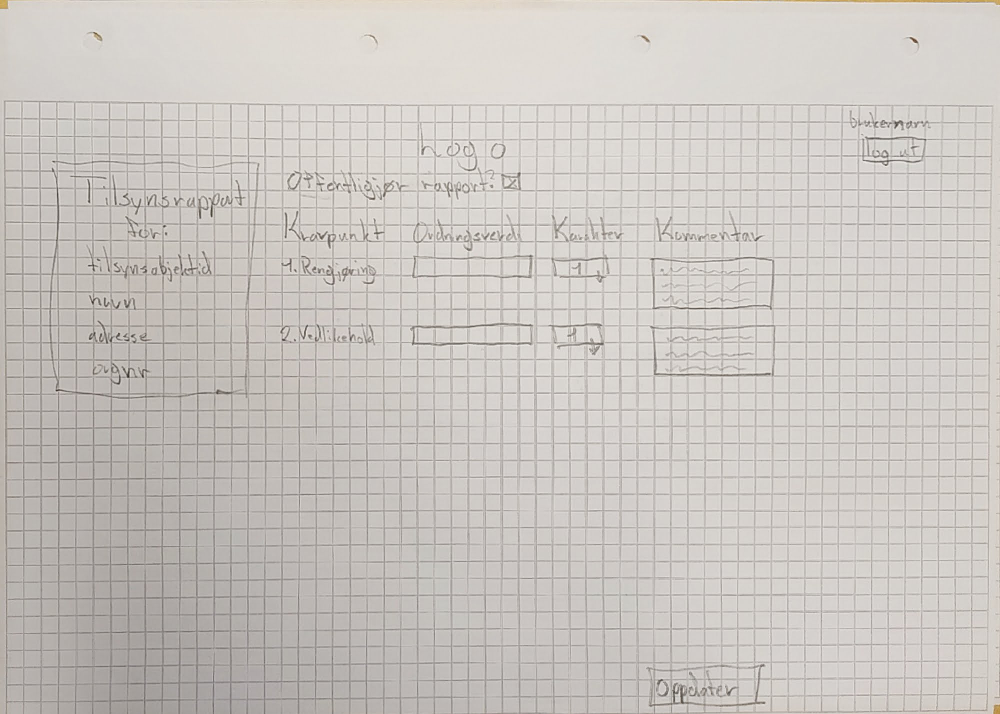 brukernavn
Logo
log ut
Offentligjør rapport?
Tilsynsrapport
for:
tilsynsobjektid
navn
adresse
orgnr
Kravpunkt Ordningsverdi Karakter Kommentar
1. Rengjøring 1
2. Vedlikehold 1
Oppdater